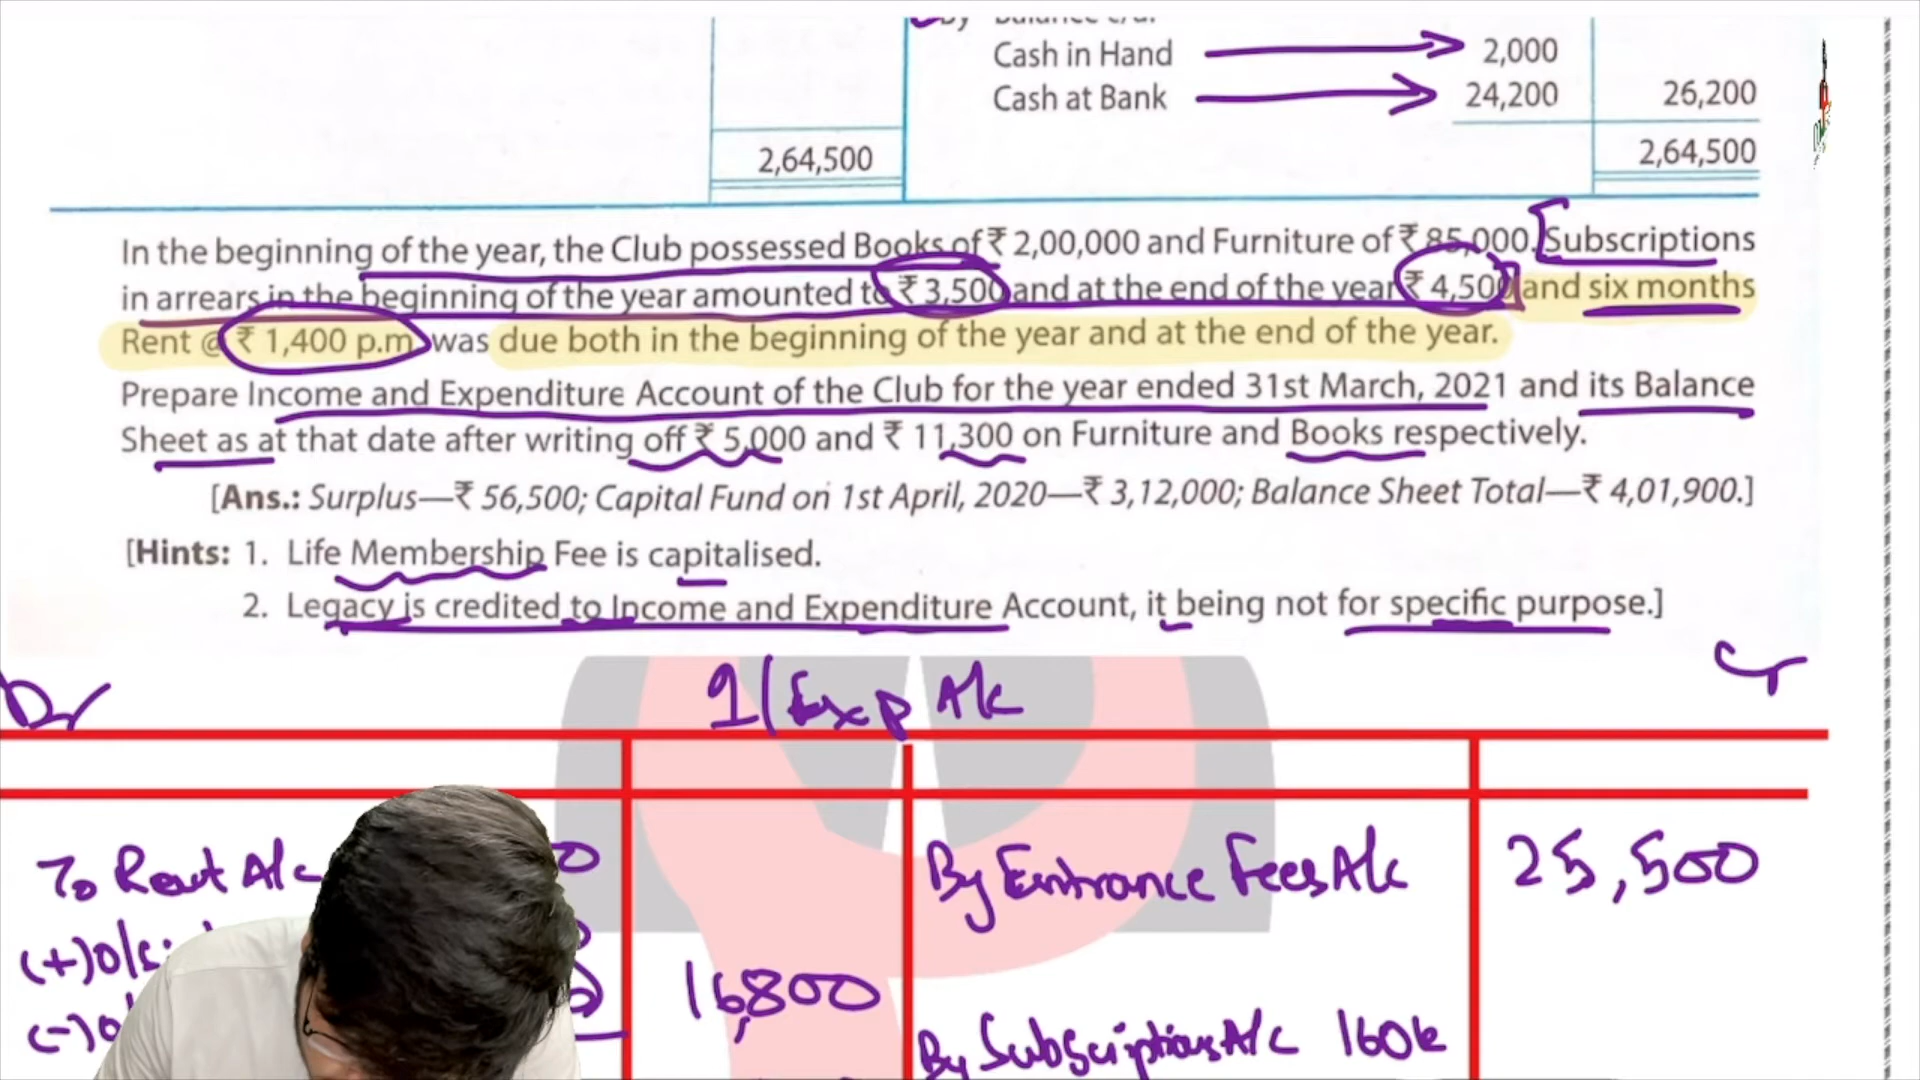 By Balance c/d:
Cash in Hand 2,000
Cash at Bank 24,200 26,200
2,64,500 2,64,500
In the beginning of the year, the Club possessed Books of ₹ 2,00,000 and Furniture of ₹ 85,000. Subscriptions
in arrears in the beginning of the year amounted to ₹ 3,500 and at the end of the year ₹ 4,500 and six months
Rent @ ₹ 1,400 p.m. was due both in the beginning of the year and at the end of the year.
Prepare Income and Expenditure Account of the Club for the year ended 31st March, 2021 and its Balance
Sheet as at that date after writing off ₹ 5,000 and ₹ 11,300 on Furniture and Books respectively.
[Ans.: Surplus—₹ 56,500; Capital Fund on 1st April, 2020—₹ 3,12,000; Balance Sheet Total—₹ 4,01,900.]
[Hints: 1. Life Membership Fee is capitalised.
2. Legacy is credited to Income and Expenditure Account, it being not for specific purpose.]
Dr I/Exp A/c Cr
To Rent A/c By Entrance Fees A/c 25,500
(+) O/s
16,800
(-) O/
By Subscriptions A/c 160k